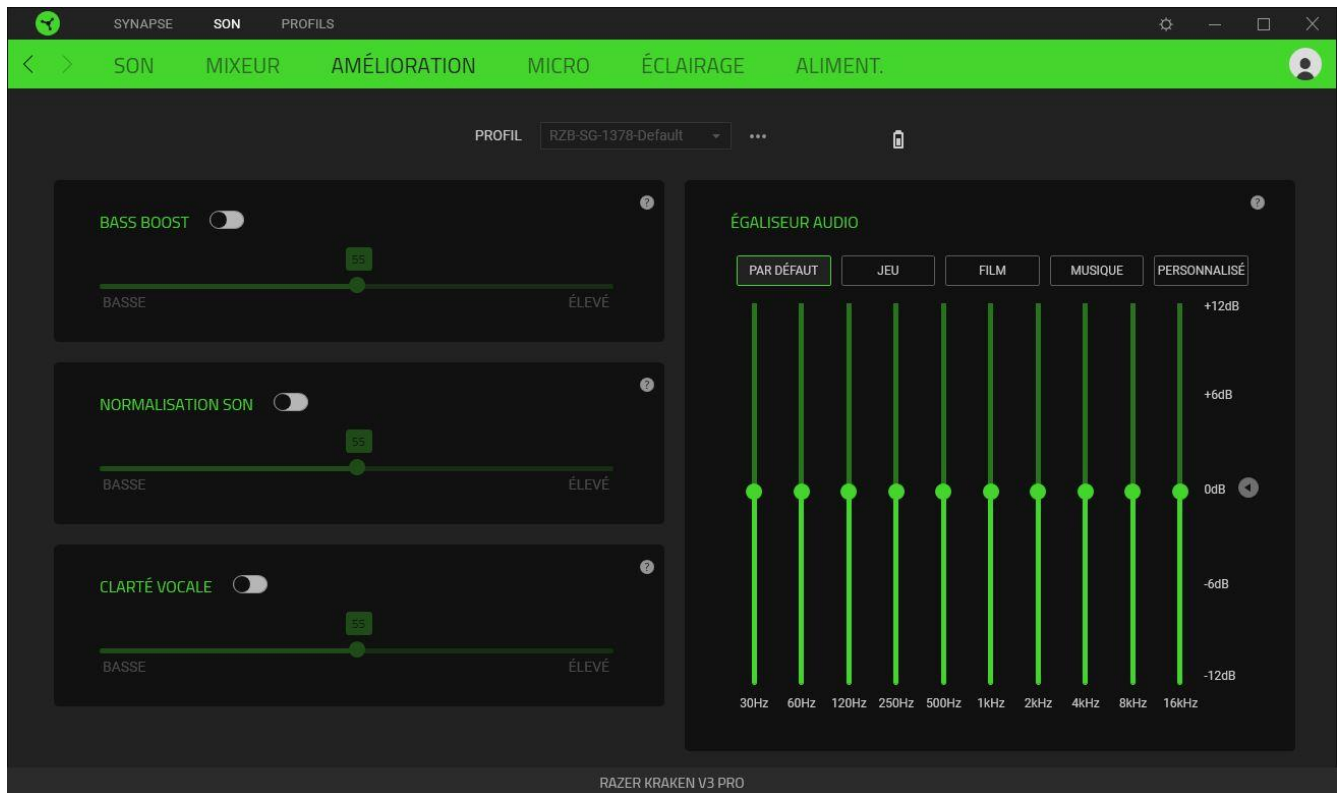 SYNAPSE SON PROFILS
SON MIXEUR AMÉLIORATION MICRO ÉCLAIRAGE ALIMENT.
PROFIL RZB-SG-1378-Default
BASS BOOST
55
BASSE ÉLEVÉ
NORMALISATION SON
55
BASSE ÉLEVÉ
CLARTÉ VOCALE
55
BASSE ÉLEVÉ
ÉGALISEUR AUDIO
PAR DÉFAUT JEU FILM MUSIQUE PERSONNALISÉ
+12dB
+6dB
0dB
-6dB
-12dB
30Hz 60Hz 120Hz 250Hz 500Hz 1kHz 2kHz 4kHz 8kHz 16kHz
RAZER KRAKEN V3 PRO